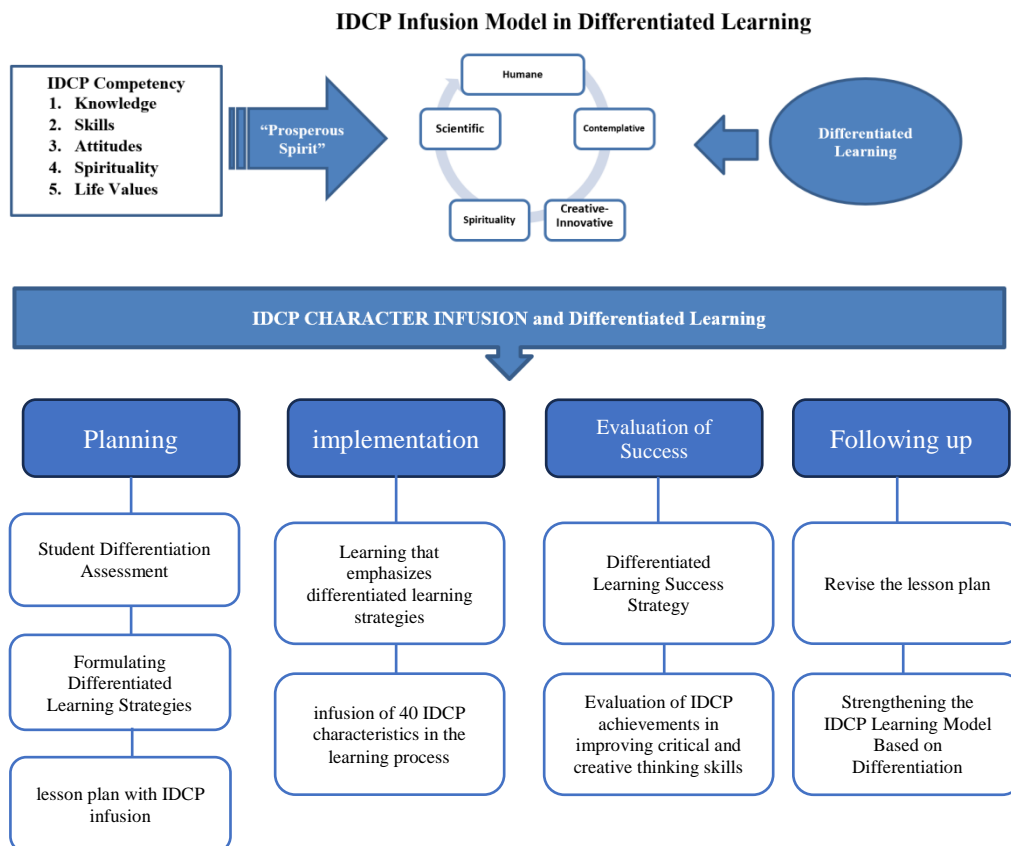 IDCP Infusion Model in Differentiated Learning
IDCP Competency
1. Knowledge
2. Skills
3. Attitudes
4. Spirituality
5. Life Values
“Prosperous
Spirit”
Humane
Contemplative
Creative-
Innovative
Spirituality
Scientific
Differentiated
Learning
IDCP CHARACTER INFUSION and Differentiated Learning
Planning
Student Differentiation
Assessment
Formulating
Differentiated
Learning Strategies
lesson plan with IDCP
infusion
implementation
Learning that
emphasizes
differentiated learning
strategies
infusion of 40 IDCP
characteristics in the
learning process
Evaluation of
Success
Differentiated
Learning Success
Strategy
Evaluation of IDCP
achievements in
improving critical and
creative thinking skills
Following up
Revise the lesson plan
Strengthening the
IDCP Learning Model
Based on
Differentiation